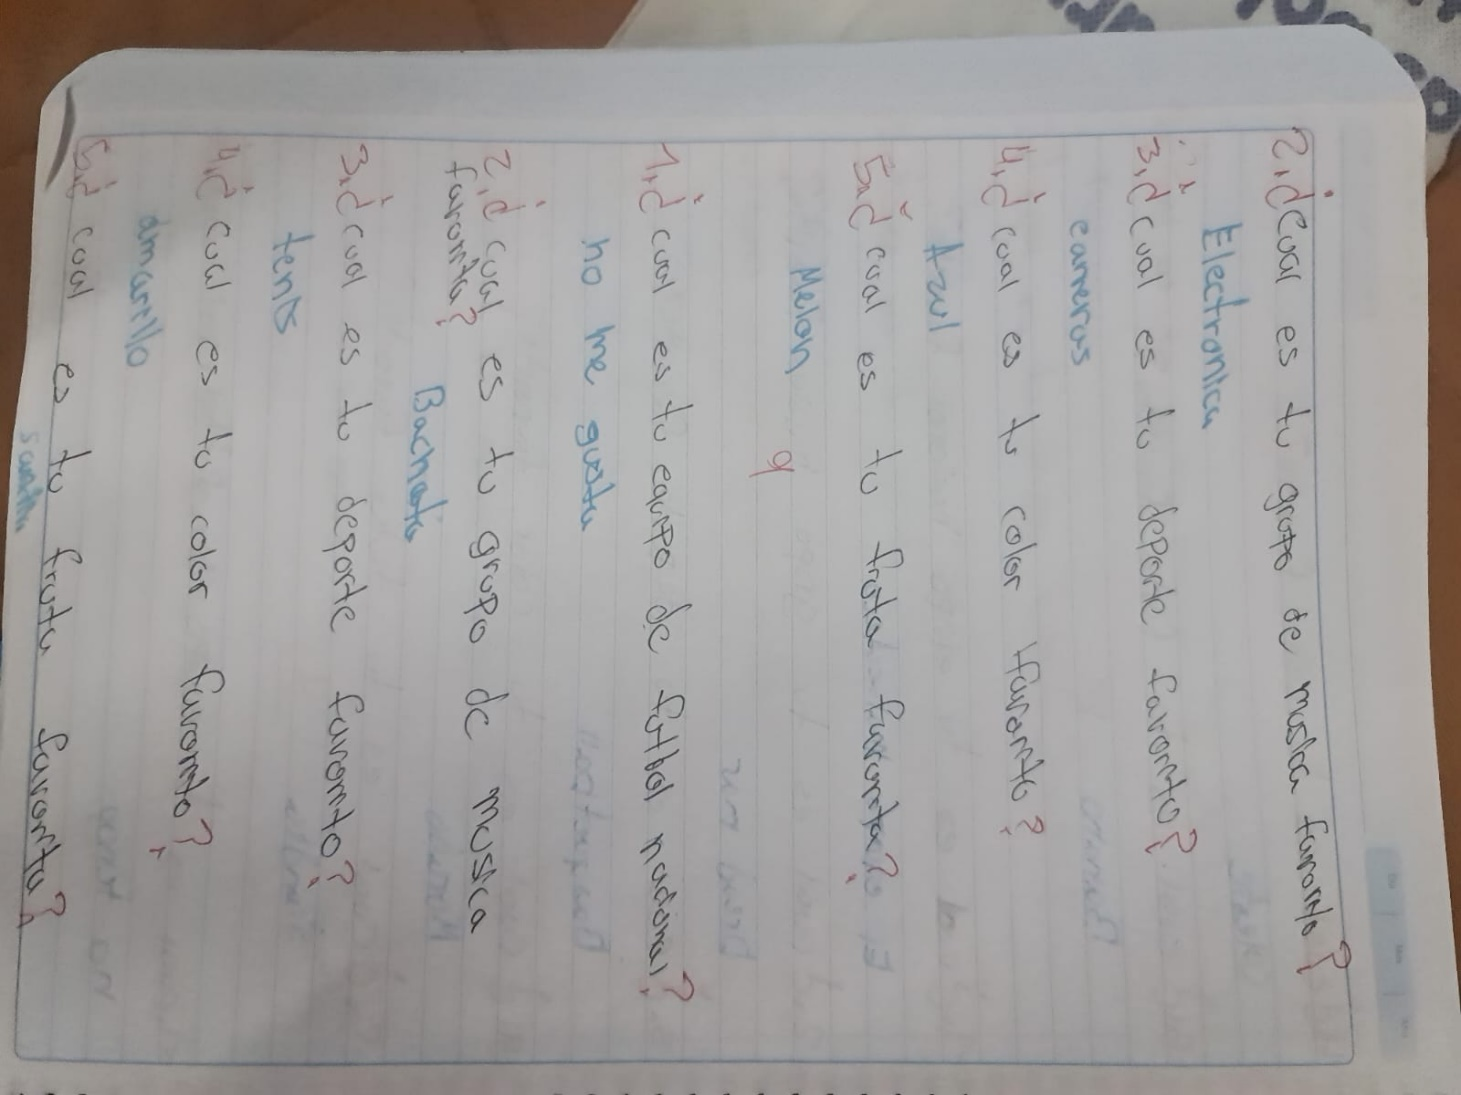 2.¿Cual es tu grupo de musica favorito?
Electronica
3.¿cual es tu deporte favorito?
carreras
4.¿cual es tu color favorito?
Azul
5.¿cual es tu fruta favorita?
Melon
9
1.¿cual es tu equipo de futbol nacional?
no me gusta
2.¿cual es tu grupo de musica
favorita?
Bachata
3.¿cual es tu deporte favorito?
tenis
4.¿cual es tu color favorito?
amarillo
5.¿cual es tu fruta favorita?